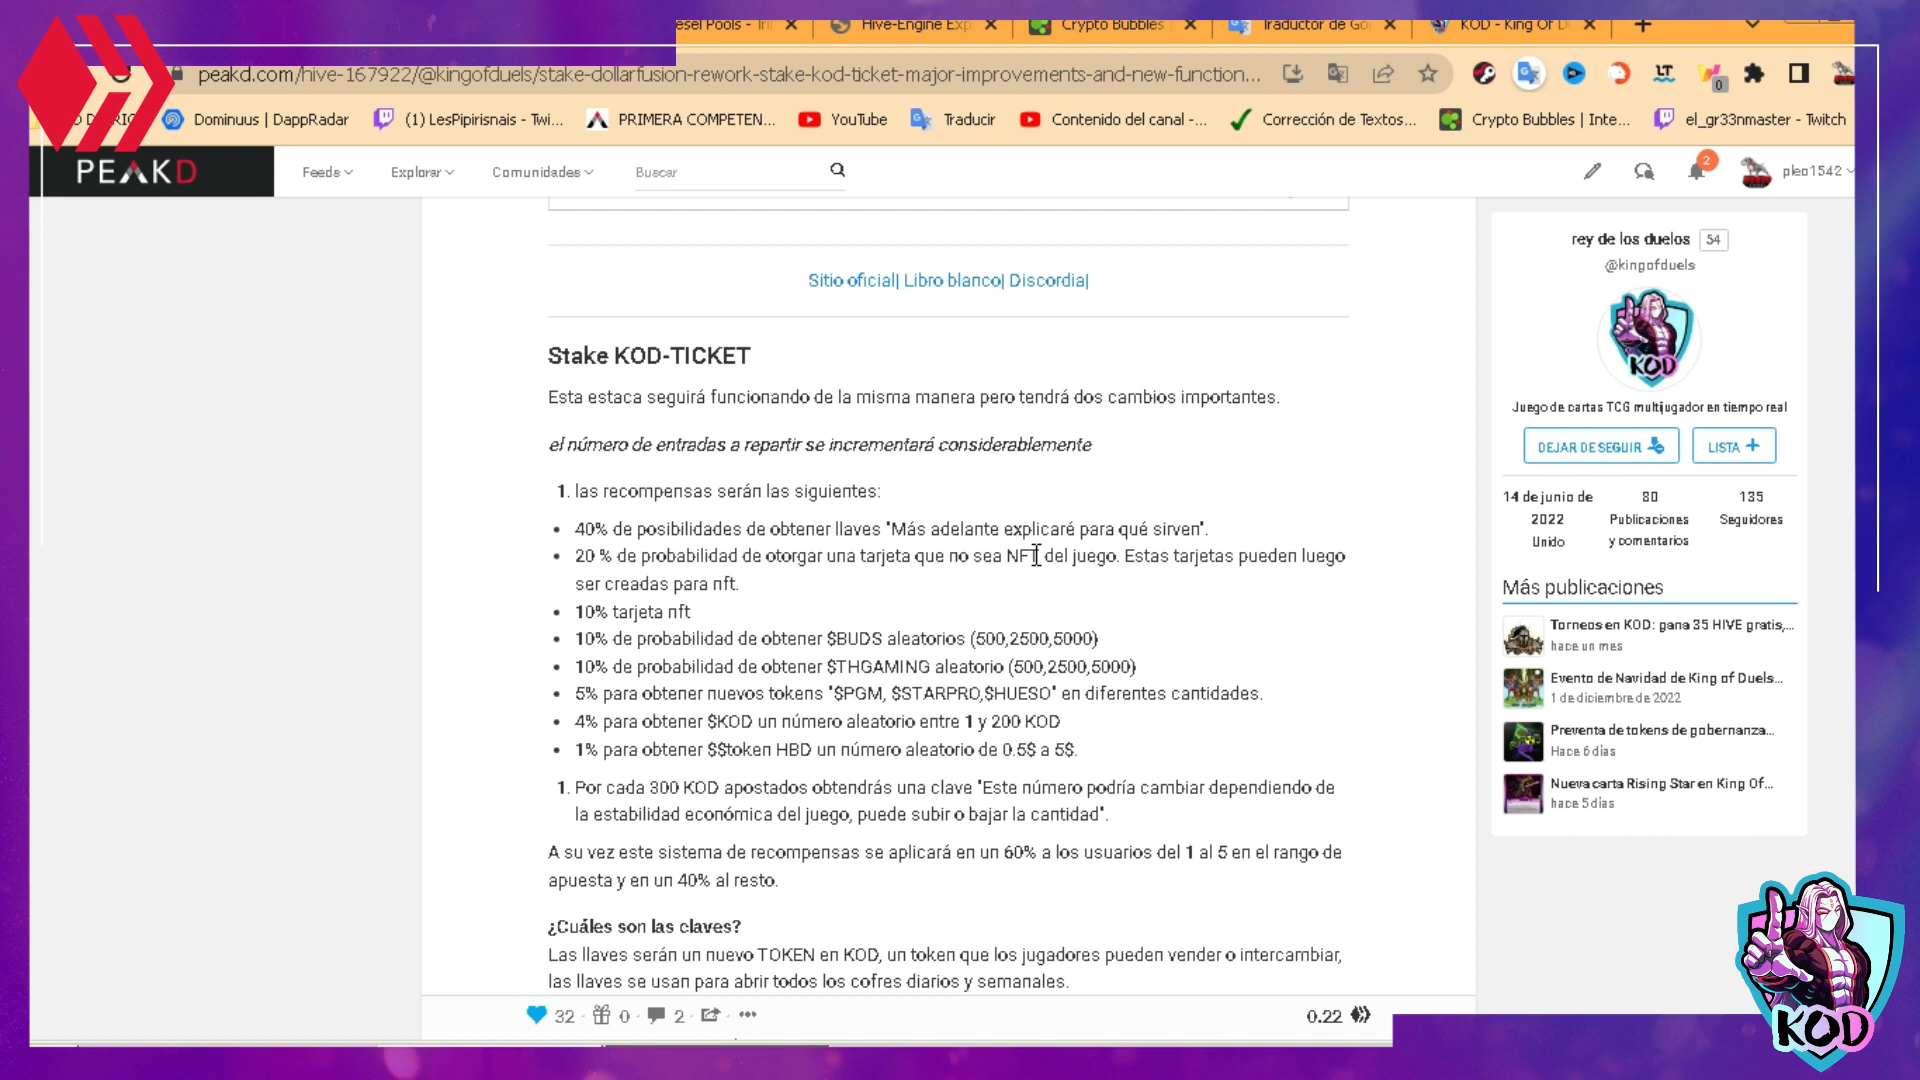 esel Pools - Tri
Hive-Engine Exp
Crypto Bubbles
Traductor de Go
KOD - King Of D
peakd.com/hive-167922/@kingofduels/stake-dollarfusion-rework-stake-kod-ticket-major-improvements-and-new-function...
Dominuus | DappRadar
(1) LesPipirisnais - Twi...
PRIMERA COMPETEN...
YouTube
Traducir
Contenido del canal -...
Corrección de Textos...
Crypto Bubbles | Inte...
el_gr33nmaster - Twitch
PEAKD
Feeds
Explorar
Comunidades
Buscar
2
pleo1542
Sitio oficial| Libro blanco| Discordia|
Stake KOD-TICKET
Esta estaca seguirá funcionando de la misma manera pero tendrá dos cambios importantes.
el número de entradas a repartir se incrementará considerablemente
1. las recompensas serán las siguientes:
• 40% de posibilidades de obtener llaves "Más adelante explicaré para qué sirven".
• 20 % de probabilidad de otorgar una tarjeta que no sea NFT del juego. Estas tarjetas pueden luego
ser creadas para nft.
• 10% tarjeta nft
• 10% de probabilidad de obtener $BUDS aleatorios (500,2500,5000)
• 10% de probabilidad de obtener $THGAMING aleatorio (500,2500,5000)
• 5% para obtener nuevos tokens "$PGM, $STARPRO,$HUESO" en diferentes cantidades.
• 4% para obtener $KOD un número aleatorio entre 1 y 200 KOD
• 1% para obtener $$token HBD un número aleatorio de 0.5$ a 5$.
1. Por cada 300 KOD apostados obtendrás una clave "Este número podría cambiar dependiendo de
la estabilidad económica del juego, puede subir o bajar la cantidad".
A su vez este sistema de recompensas se aplicará en un 60% a los usuarios del 1 al 5 en el rango de
apuesta y en un 40% al resto.
¿Cuáles son las claves?
Las llaves serán un nuevo TOKEN en KOD, un token que los jugadores pueden vender o intercambiar,
las llaves se usan para abrir todos los cofres diarios y semanales.
32 · 0 · 2 · ···
0.22
rey de los duelos 54
@kingofduels
KOD
Juego de cartas TCG multijugador en tiempo real
DEJAR DE SEGUIR
LISTA +
14 de junio de
2022
Unido
80
Publicaciones
y comentarios
135
Seguidores
Más publicaciones
Torneos en KOD: gana 35 HIVE gratis,...
hace un mes
Evento de Navidad de King of Duels...
1 de diciembre de 2022
Preventa de tokens de gobernanza...
Hace 6 días
Nueva carta Rising Star en King Of...
hace 5 días
KOD